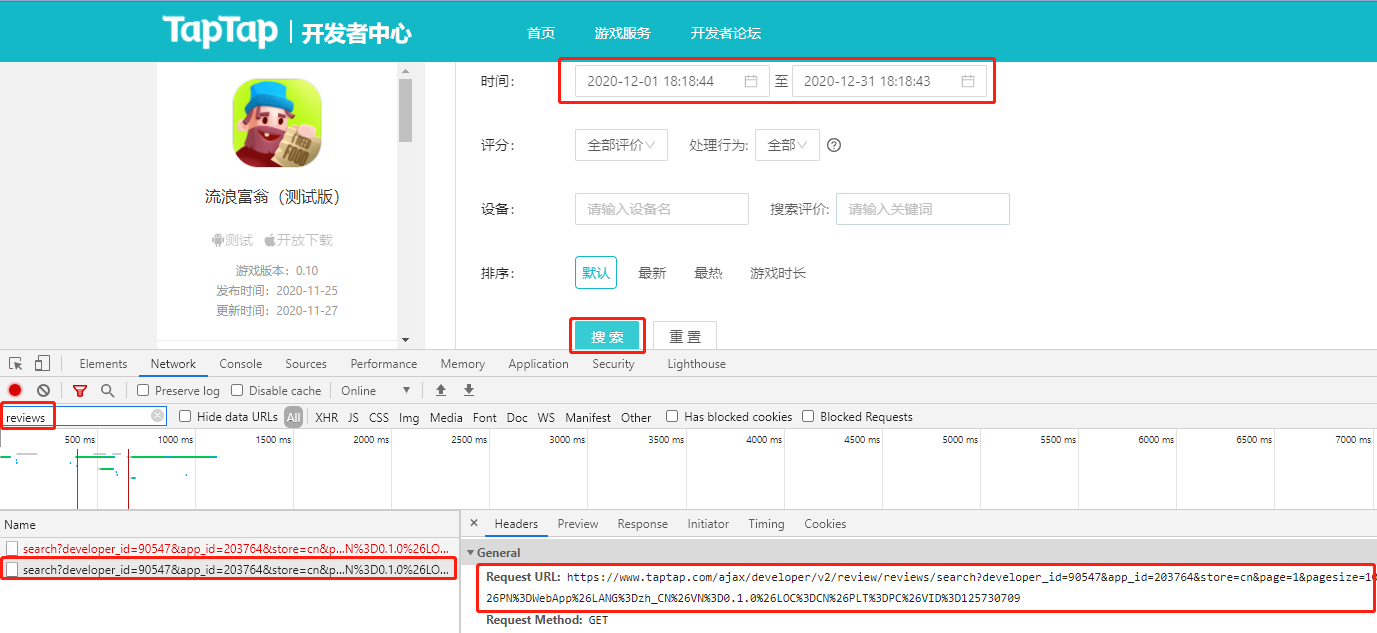 TapTap 开发者中心 首页 游戏服务 开发者论坛
流浪富翁（测试版）
测试 开放下载
游戏版本：0.10
发布时间：2020-11-25
更新时间：2020-11-27
时间： 2020-12-01 18:18:44 至 2020-12-31 18:18:43
评分： 全部评价 处理行为: 全部
设备： 请输入设备名 搜索评价: 请输入关键词
排序： 默认 最新 最热 游戏时长
搜 索 重 置
Elements Network Console Sources Performance Memory Application Security Lighthouse
Preserve log Disable cache Online
reviews Hide data URLs All XHR JS CSS Img Media Font Doc WS Manifest Other Has blocked cookies Blocked Requests
500 ms 1000 ms 1500 ms 2000 ms 2500 ms 3000 ms 3500 ms 4000 ms 4500 ms 5000 ms 5500 ms 6000 ms 6500 ms 7000 ms
Name
search?developer_id=90547&app_id=203764&store=cn&p...N%3D0.1.0%26LO...
search?developer_id=90547&app_id=203764&store=cn&p...N%3D0.1.0%26LO...
× Headers Preview Response Initiator Timing Cookies
General
Request URL: https://www.taptap.com/ajax/developer/v2/review/reviews/search?developer_id=90547&app_id=203764&store=cn&page=1&pagesize=10
26PN%3DWebApp%26LANG%3Dzh_CN%26VN%3D0.1.0%26LOC%3DCN%26PLT%3DPC%26VID%3D125730709
Request Method: GET